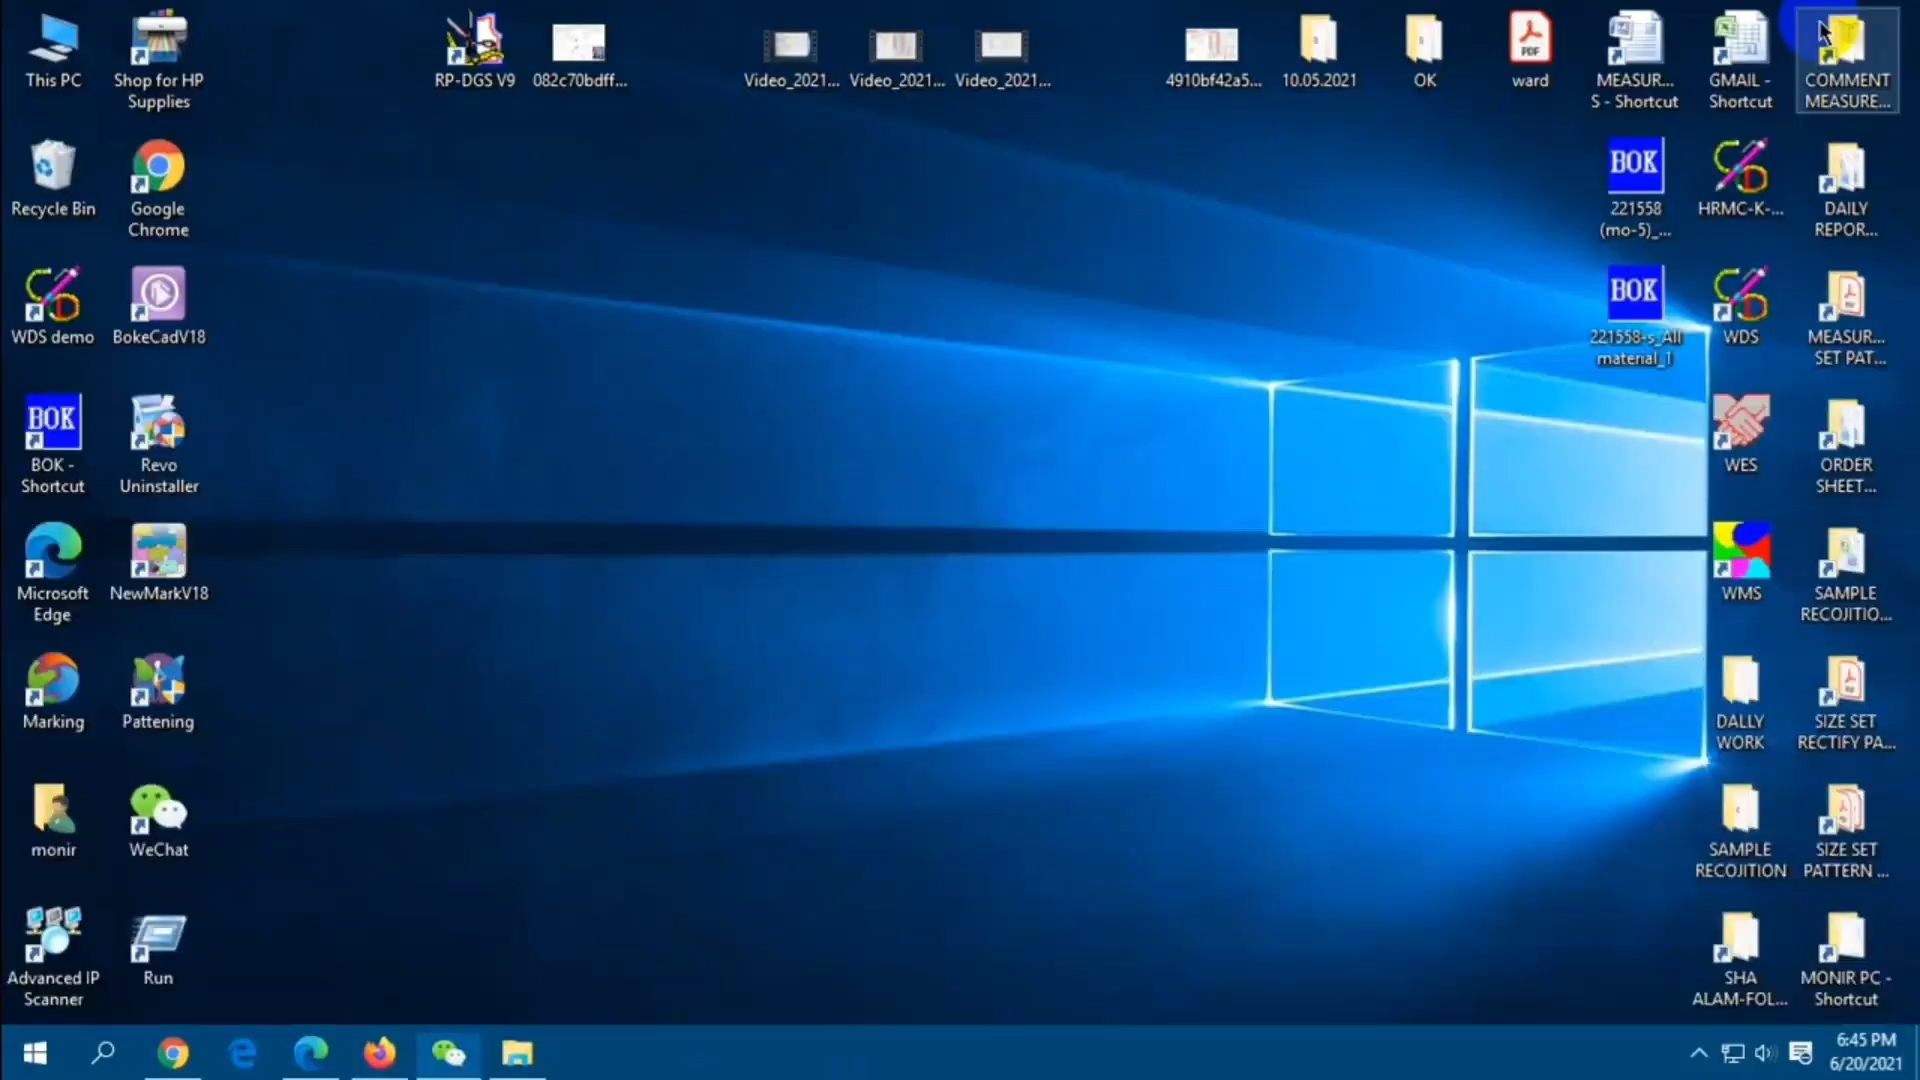 This PC
Shop for HP
Supplies
RP-DGS V9
082c70bdff...
Video_2021...
Video_2021...
Video_2021...
4910bf42a5...
10.05.2021
OK
PDF
ward
MEASUR...
S - Shortcut
GMAIL -
Shortcut
COMMENT
MEASURE...
Recycle Bin
Google
Chrome
BOK
221558
(mo-5)_...
HRMC-K-...
DAILY
REPOR...
WDS demo
BokeCadV18
BOK
221558-s_All
material_1
WDS
MEASUR...
SET PAT...
BOK
BOK -
Shortcut
Revo
Uninstaller
WES
ORDER
SHEET...
Microsoft
Edge
NewMarkV18
WMS
SAMPLE
RECOJITIO...
Marking
Pattening
DALLY
WORK
SIZE SET
RECTIFY PA...
monir
WeChat
SAMPLE
RECOJITION
SIZE SET
PATTERN ...
Advanced IP
Scanner
Run
SHA
ALAM-FOL...
MONIR PC -
Shortcut
6:45 PM
6/20/2021